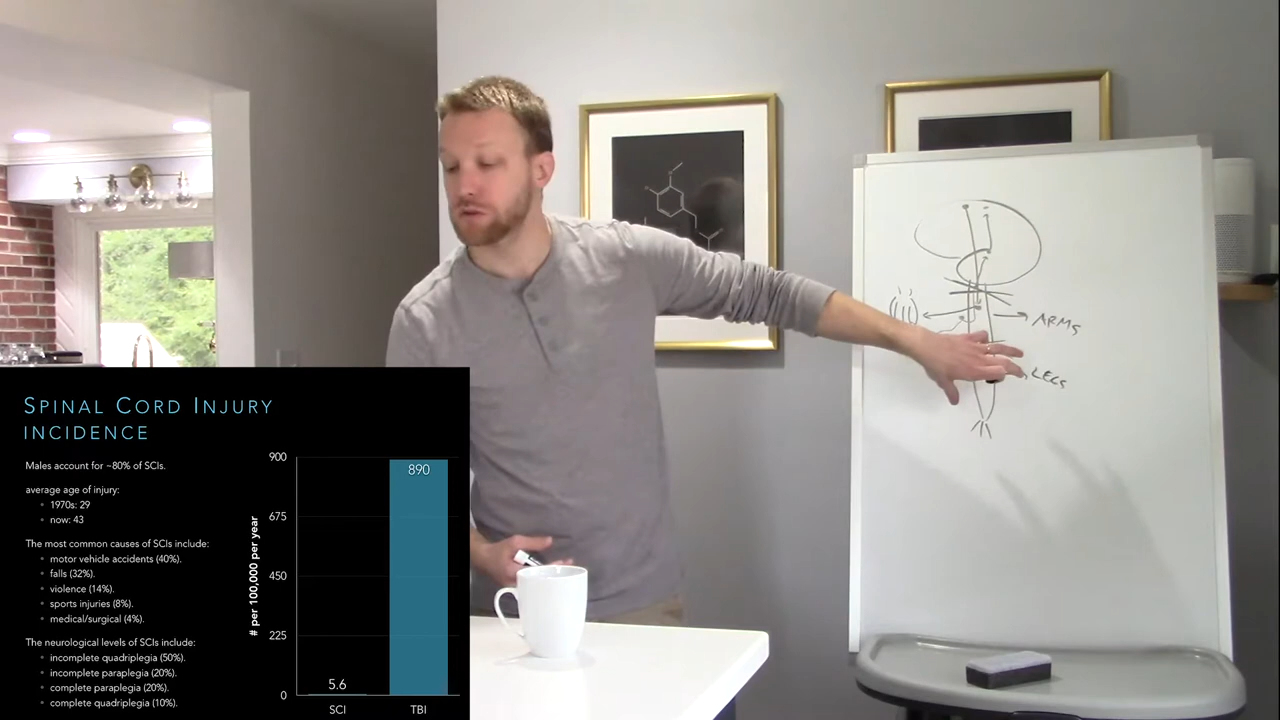 SPINAL CORD INJURY
INCIDENCE
Males account for ~80% of SCIs.
average age of injury:
• 1970s: 29
• now: 43
The most common causes of SCIs include:
• motor vehicle accidents (40%).
• falls (32%).
• violence (14%).
• sports injuries (8%).
• medical/surgical (4%).
The neurological levels of SCIs include:
• incomplete quadriplegia (50%).
• incomplete paraplegia (20%).
• complete paraplegia (20%).
• complete quadriplegia (10%).
# per 100,000 per year
900
675
450
225
0
5.6
890
SCI
TBI
ARMS
LEGS